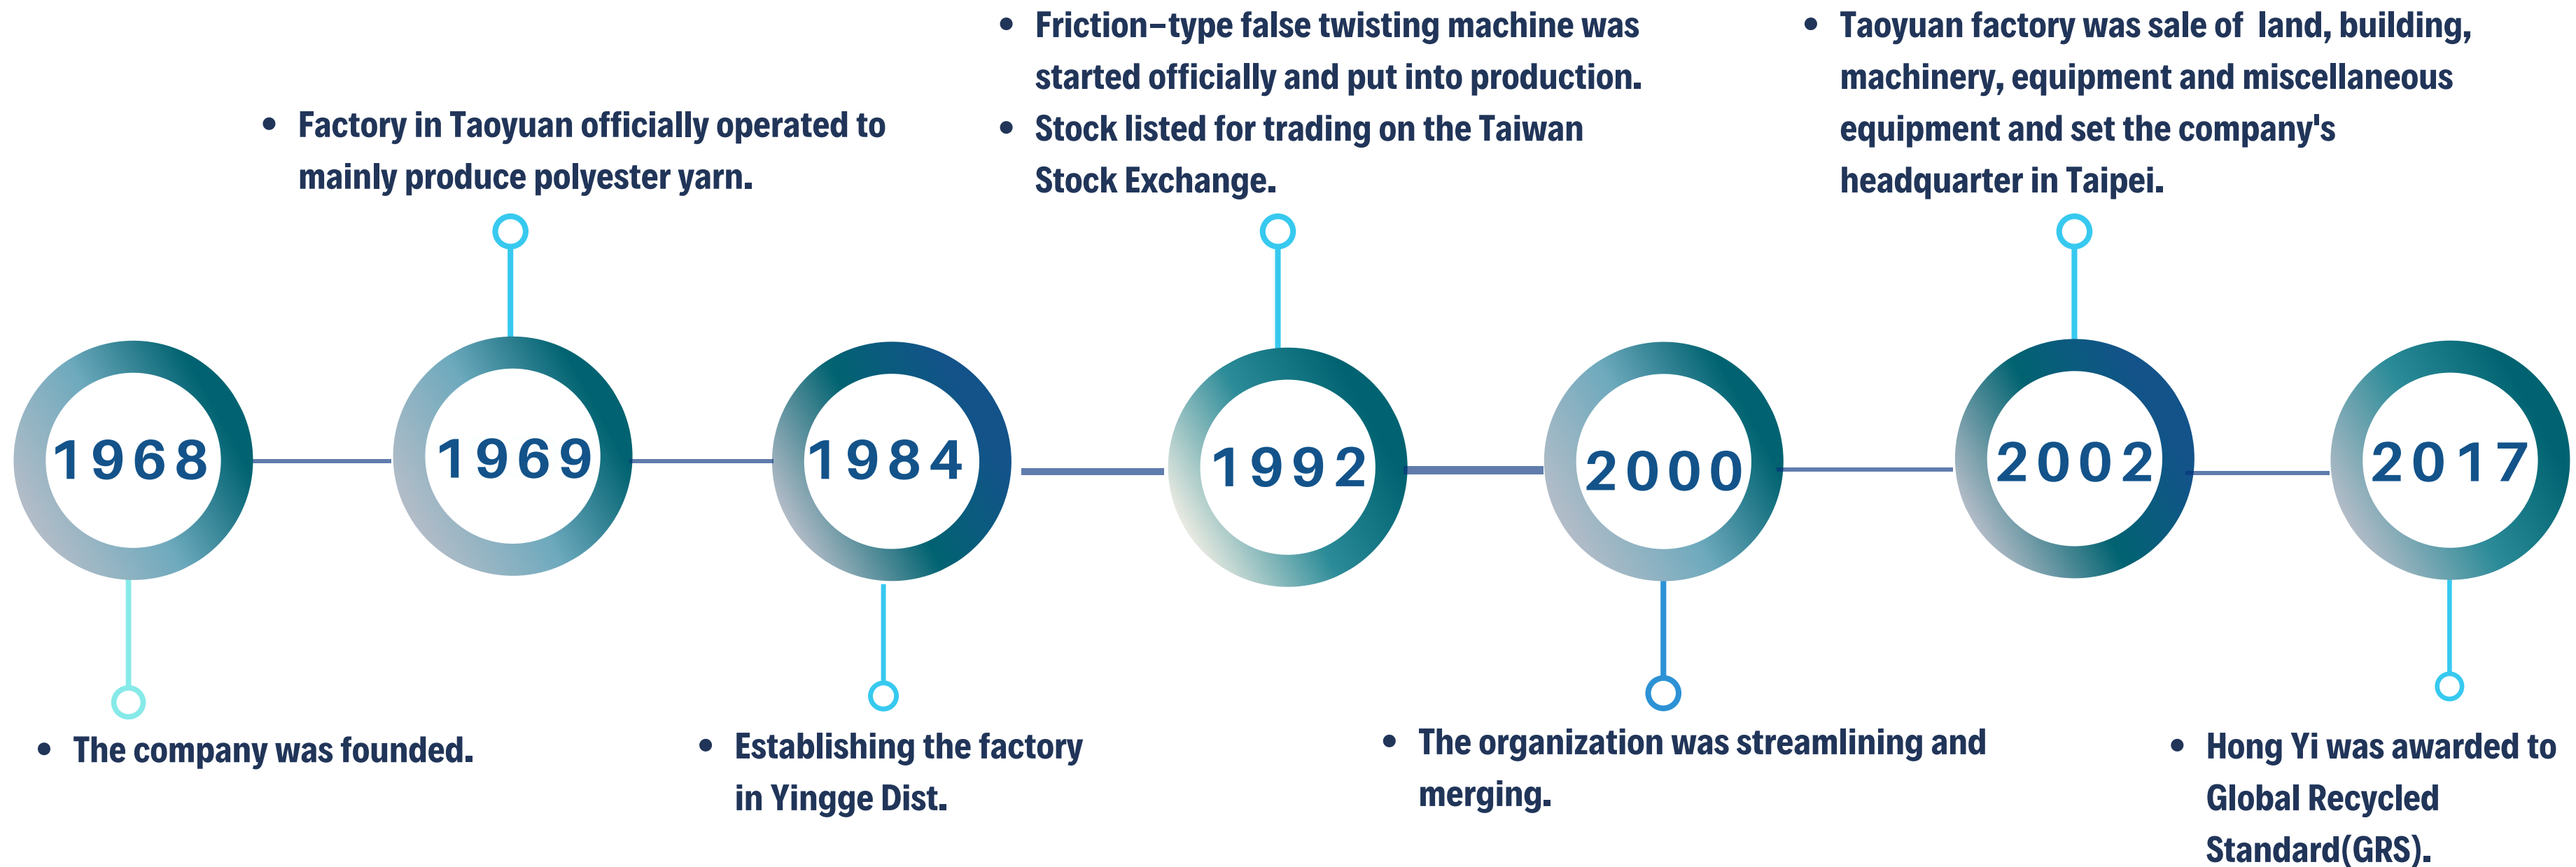 • Friction-type false twisting machine was
started officially and put into production.
• Stock listed for trading on the Taiwan
Stock Exchange.
• Taoyuan factory was sale of land, building,
machinery, equipment and miscellaneous
equipment and set the company's
headquarter in Taipei.
• Factory in Taoyuan officially operated to
mainly produce polyester yarn.
1968
1969
1984
1992
2000
2002
2017
• The company was founded.
• Establishing the factory
in Yingge Dist.
• The organization was streamlining and
merging.
• Hong Yi was awarded to
Global Recycled
Standard(GRS).